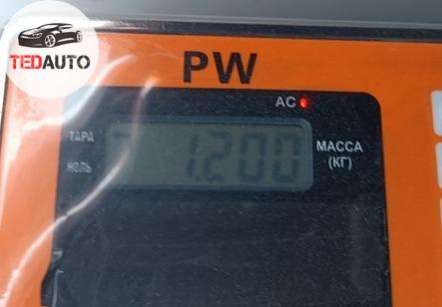 TEDAUTO
PW
AC
ТАРА
1.200
МАССА
(КГ)
НОЛЬ